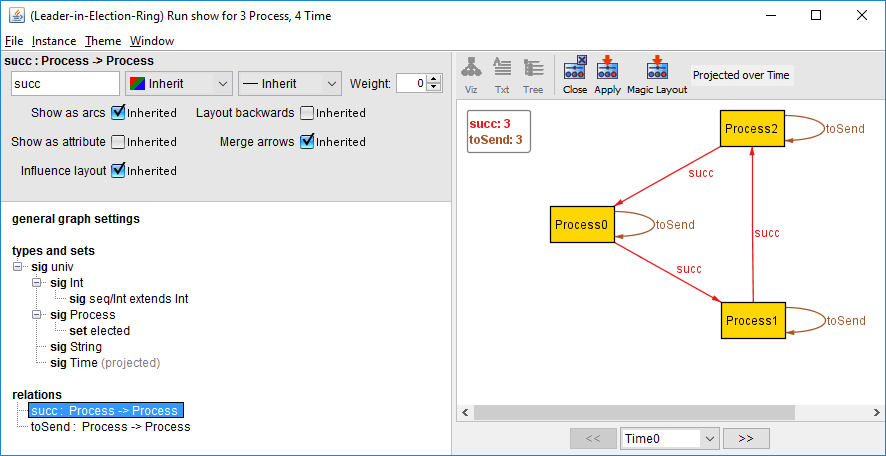 (Leader-in-Election-Ring) Run show for 3 Process, 4 Time
File Instance Theme Window
succ : Process -> Process
succ Inherit Inherit Weight: 0
Show as arcs Inherited Layout backwards Inherited
Show as attribute Inherited Merge arrows Inherited
Influence layout Inherited
general graph settings
types and sets
sig univ
sig Int
sig seq/Int extends Int
sig Process
set elected
sig String
sig Time (projected)
relations
succ : Process -> Process
toSend : Process -> Process
Viz Txt Tree Close Apply Magic Layout Projected over Time
succ: 3
toSend: 3
Process2 toSend
succ
Process0 toSend
succ
succ
Process1 toSend
<< Time0 >>